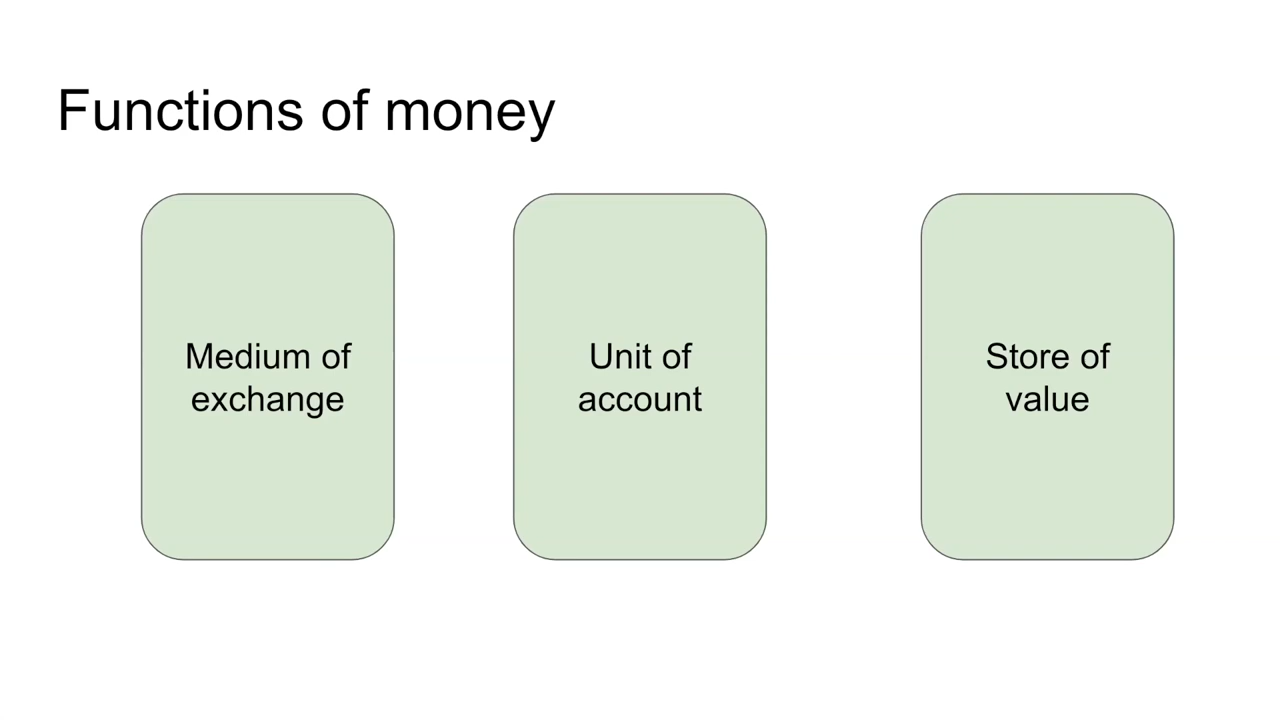 Functions of money
Medium of
exchange
Unit of
account
Store of
value